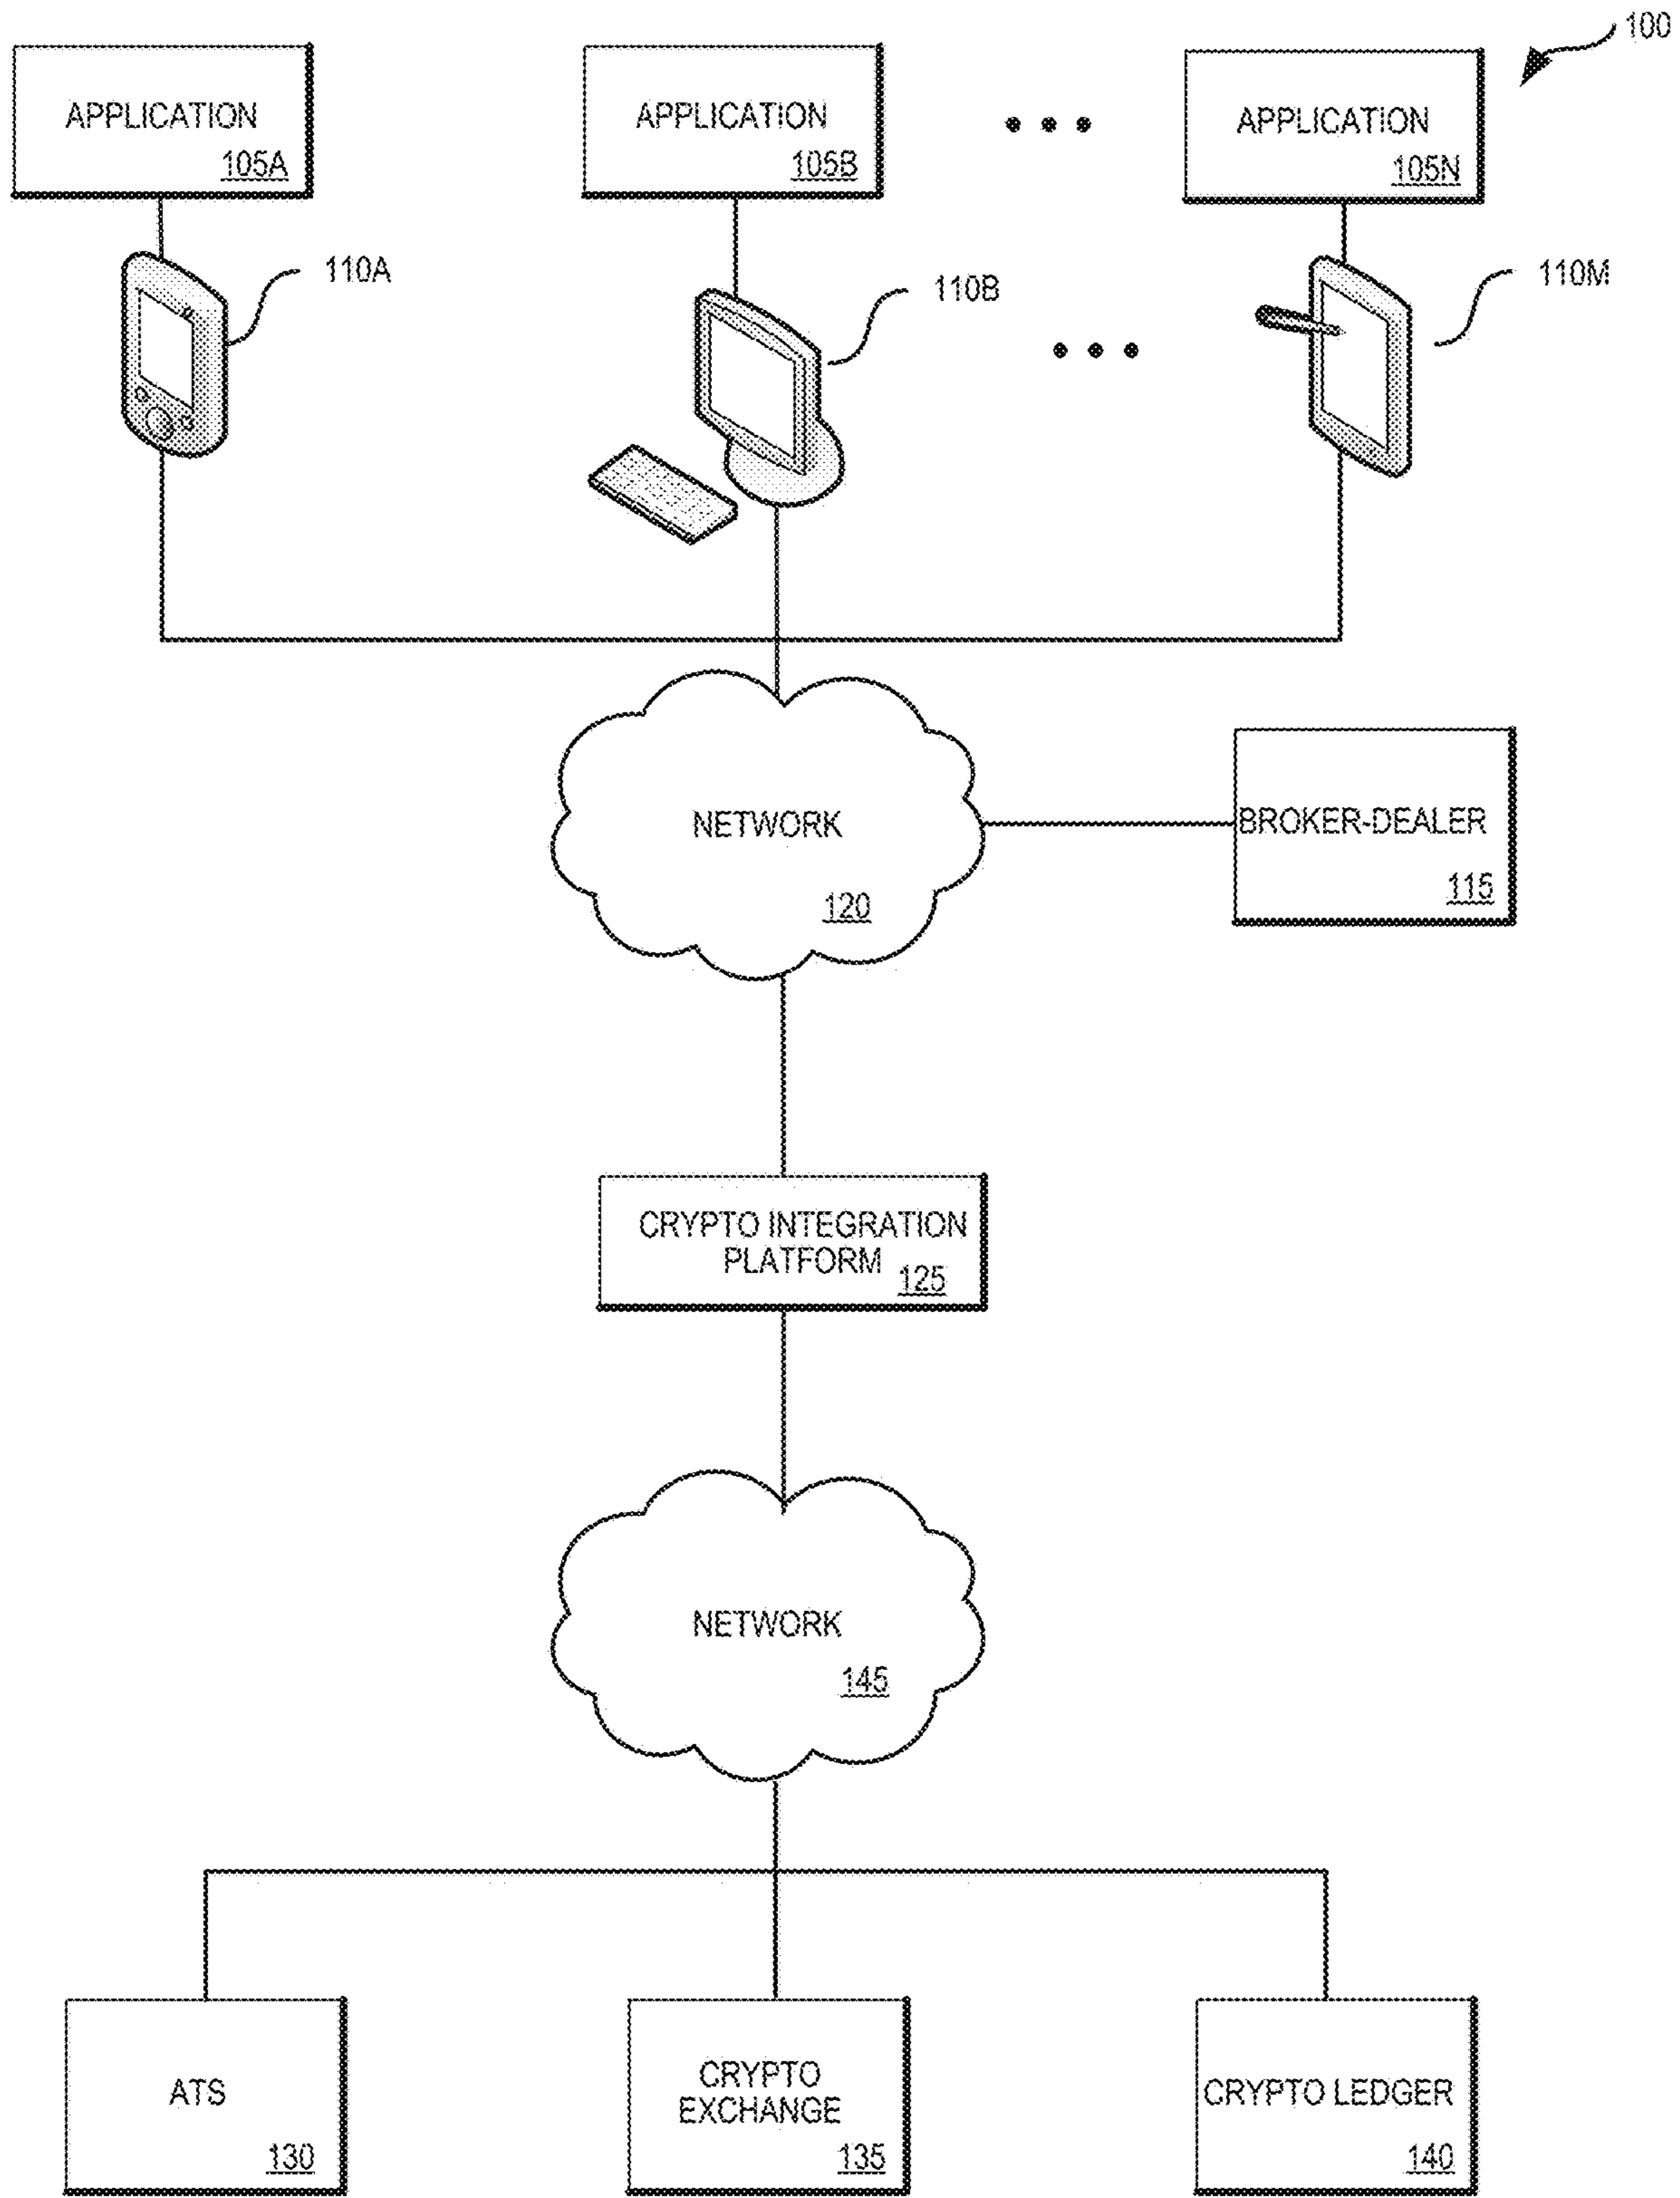 100
APPLICATION
105A
APPLICATION
105B
APPLICATION
105N
110A
110B
110M
NETWORK
120
BROKER-DEALER
115
CRYPTO INTEGRATION
PLATFORM
125
NETWORK
145
ATS
130
CRYPTO
EXCHANGE
135
CRYPTO LEDGER
140